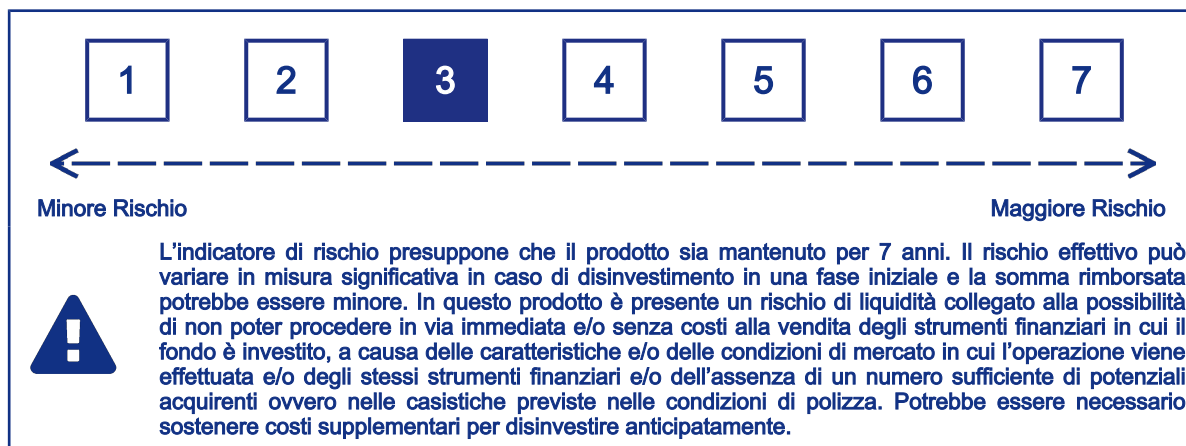 1 2 3 4 5 6 7
Minore Rischio Maggiore Rischio
L'indicatore di rischio presuppone che il prodotto sia mantenuto per 7 anni. Il rischio effettivo può
variare in misura significativa in caso di disinvestimento in una fase iniziale e la somma rimborsata
potrebbe essere minore. In questo prodotto è presente un rischio di liquidità collegato alla possibilità
di non poter procedere in via immediata e/o senza costi alla vendita degli strumenti finanziari in cui il
fondo è investito, a causa delle caratteristiche e/o delle condizioni di mercato in cui l'operazione viene
effettuata e/o degli stessi strumenti finanziari e/o dell'assenza di un numero sufficiente di potenziali
acquirenti ovvero nelle casistiche previste nelle condizioni di polizza. Potrebbe essere necessario
sostenere costi supplementari per disinvestire anticipatamente.